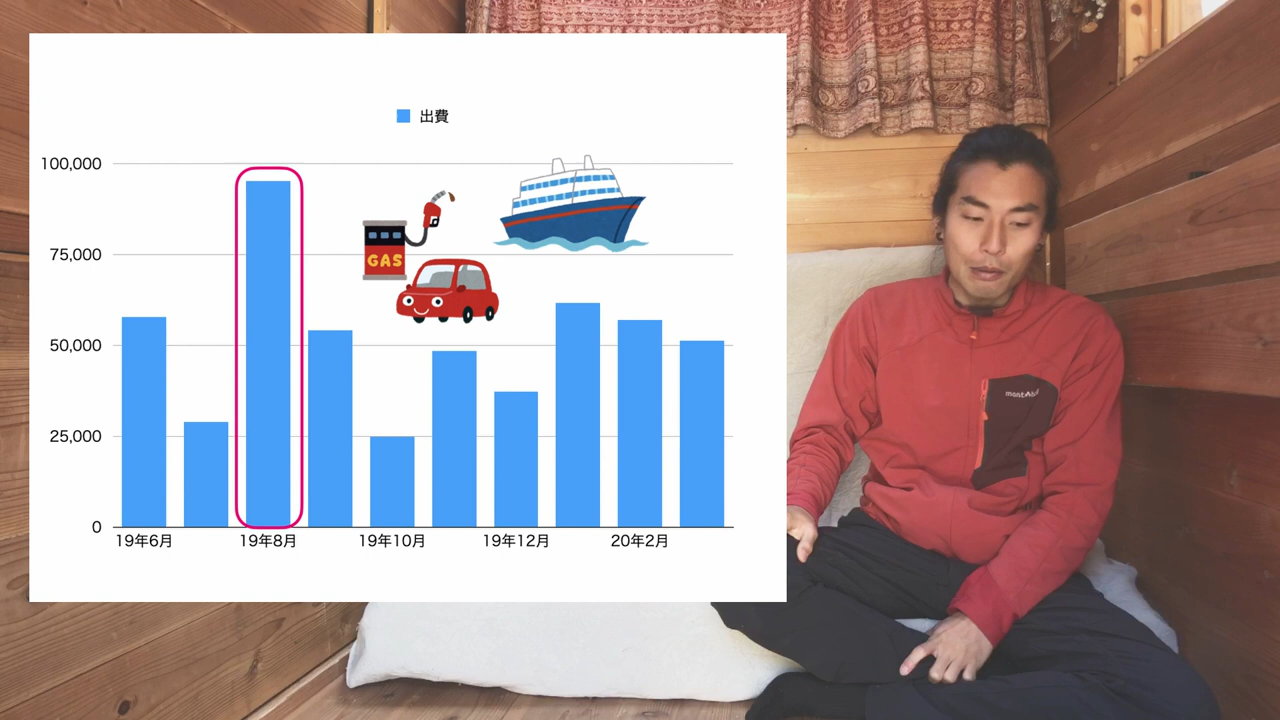 出費
100,000
75,000
50,000
25,000
0
19年6月
19年8月
19年10月
19年12月
20年2月
GAS
mont-bell